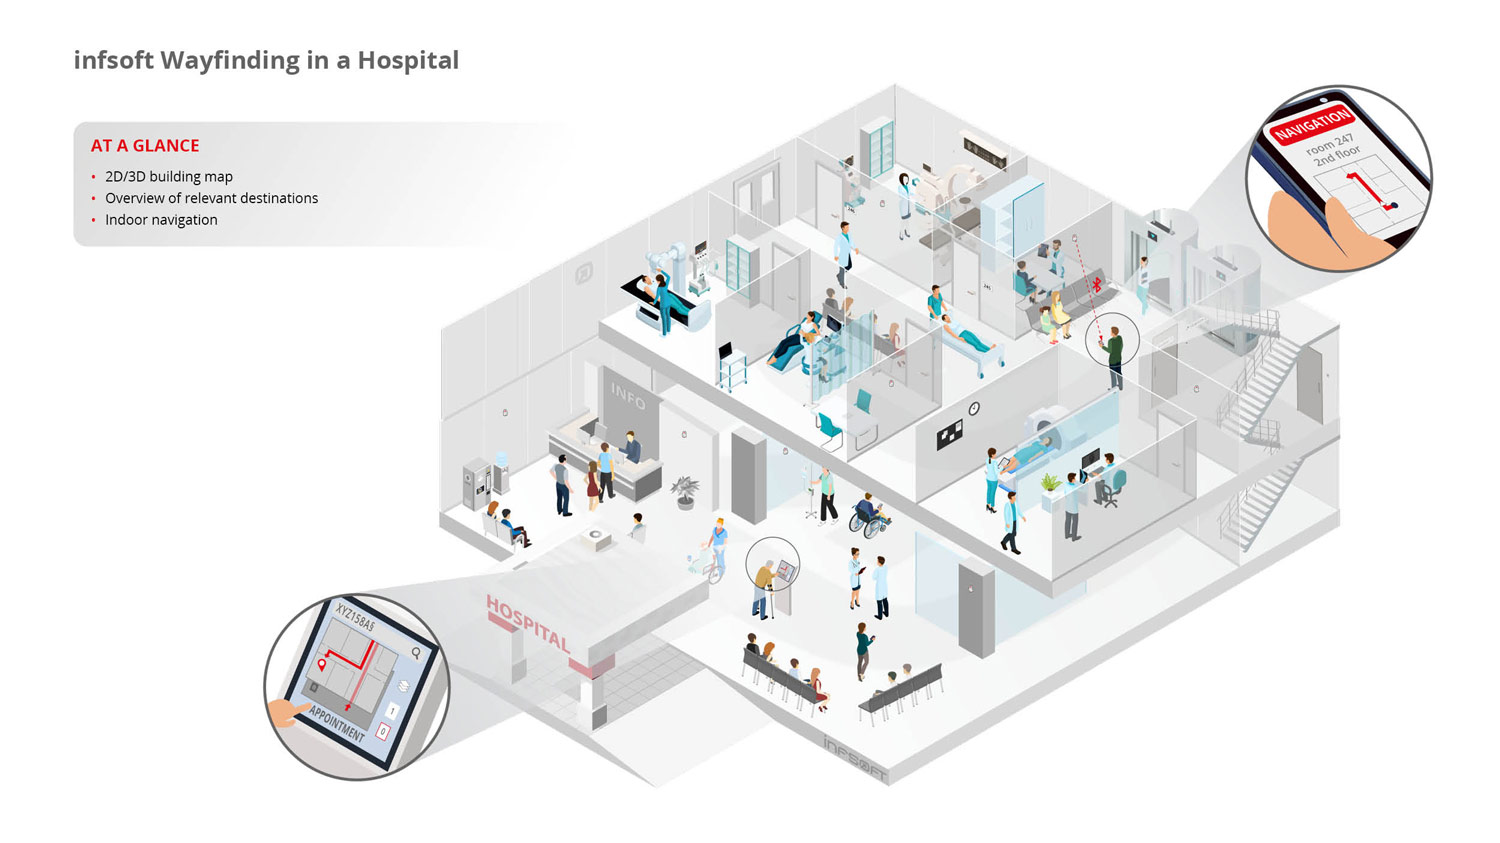 infsoft Wayfinding in a Hospital
AT A GLANCE
• 2D/3D building map
• Overview of relevant destinations
• Indoor navigation
NAVIGATION
room 247
2nd floor
INFO
HOSPITAL
XYZ158A§
APPOINTMENT
1
0
INFSOFT